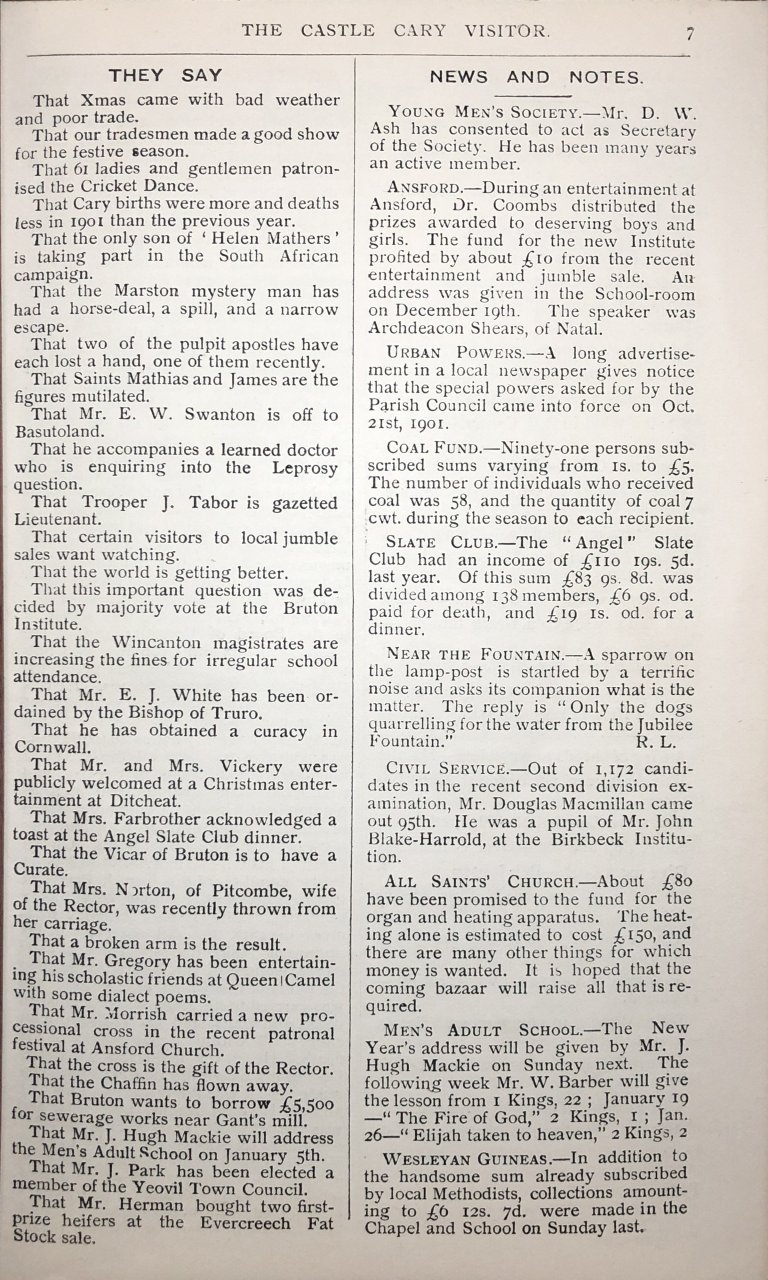 THE CASTLE CARY VISITOR. 7
THEY SAY
That Xmas came with bad weather
and poor trade.
That our tradesmen made a good show
for the festive season.
That 61 ladies and gentlemen patron-
ised the Cricket Dance.
That Cary births were more and deaths
less in 1901 than the previous year.
That the only son of ‘ Helen Mathers ’
is taking part in the South African
campaign.
That the Marston mystery man has
had a horse-deal, a spill, and a narrow
escape.
That two of the pulpit apostles have
each lost a hand, one of them recently.
That Saints Mathias and James are the
figures mutilated.
That Mr. E. W. Swanton is off to
Basutoland.
That he accompanies a learned doctor
who is enquiring into the Leprosy
question.
That Trooper J. Tabor is gazetted
Lieutenant.
That certain visitors to local jumble
sales want watching.
That the world is getting better.
That this important question was de-
cided by majority vote at the Bruton
Institute.
That the Wincanton magistrates are
increasing the fines for irregular school
attendance.
That Mr. E. J. White has been or-
dained by the Bishop of Truro.
That he has obtained a curacy in
Cornwall.
That Mr. and Mrs. Vickery were
publicly welcomed at a Christmas enter-
tainment at Ditcheat.
That Mrs. Farbrother acknowledged a
toast at the Angel Slate Club dinner.
That the Vicar of Bruton is to have a
Curate.
That Mrs. Norton, of Pitcombe, wife
of the Rector, was recently thrown from
her carriage.
That a broken arm is the result.
That Mr. Gregory has been entertain-
ing his scholastic friends at Queen Camel
with some dialect poems.
That Mr. Morrish carried a new pro-
cessional cross in the recent patronal
festival at Ansford Church.
That the cross is the gift of the Rector.
That the Chaffin has flown away.
That Bruton wants to borrow £5,500
for sewerage works near Gant's mill.
That Mr. J. Hugh Mackie will address
the Men's Adult School on January 5th.
That Mr. J. Park has been elected a
member of the Yeovil Town Council.
That Mr. Herman bought two first-
prize heifers at the Evercreech Fat
Stock sale.
NEWS AND NOTES.
YOUNG MEN'S SOCIETY.—Mr. D. W.
Ash has consented to act as Secretary
of the Society. He has been many years
an active member.
ANSFORD.—During an entertainment at
Ansford, Dr. Coombs distributed the
prizes awarded to deserving boys and
girls. The fund for the new Institute
profited by about £10 from the recent
entertainment and jumble sale. An
address was given in the School-room
on December 19th. The speaker was
Archdeacon Shears, of Natal.
URBAN POWERS.—A long advertise-
ment in a local newspaper gives notice
that the special powers asked for by the
Parish Council came into force on Oct.
21st, 1901.
COAL FUND.—Ninety-one persons sub-
scribed sums varying from 1s. to £5.
The number of individuals who received
coal was 58, and the quantity of coal 7
cwt. during the season to each recipient.
SLATE CLUB.—The “ Angel ” Slate
Club had an income of £110 19s. 5d.
last year. Of this sum £83 9s. 8d. was
divided among 138 members, £6 9s. od.
paid for death, and £19 1s. od. for a
dinner.
NEAR THE FOUNTAIN.—A sparrow on
the lamp-post is startled by a terrific
noise and asks its companion what is the
matter. The reply is “ Only the dogs
quarrelling for the water from the Jubilee
Fountain.” R. L.
CIVIL SERVICE.—Out of 1,172 candi-
dates in the recent second division ex-
amination, Mr. Douglas Macmillan came
out 95th. He was a pupil of Mr. John
Blake-Harrold, at the Birkbeck Institu-
tion.
ALL SAINTS' CHURCH.—About £80
have been promised to the fund for the
organ and heating apparatus. The heat-
ing alone is estimated to cost £150, and
there are many other things for which
money is wanted. It is hoped that the
coming bazaar will raise all that is re-
quired.
MEN'S ADULT SCHOOL.—The New
Year's address will be given by Mr. J.
Hugh Mackie on Sunday next. The
following week Mr. W. Barber will give
the lesson from 1 Kings, 22 ; January 19
—“ The Fire of God,” 2 Kings, 1 ; Jan.
26—“ Elijah taken to heaven,” 2 Kings, 2
WESLEYAN GUINEAS.—In addition to
the handsome sum already subscribed
by local Methodists, collections amount-
ing to £6 12s. 7d. were made in the
Chapel and School on Sunday last.